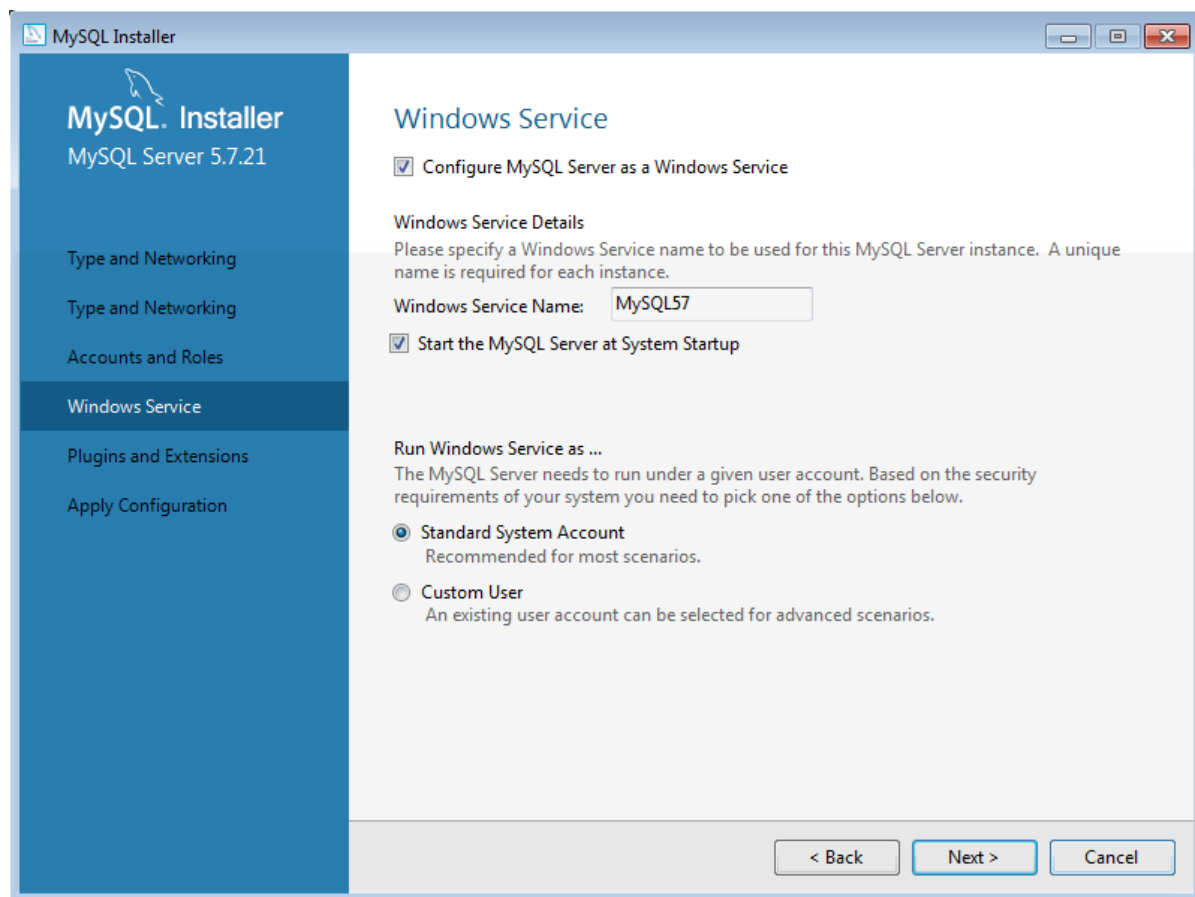 MySQL Installer
MySQL. Installer
MySQL Server 5.7.21
Type and Networking
Type and Networking
Accounts and Roles
Windows Service
Plugins and Extensions
Apply Configuration
Windows Service
Configure MySQL Server as a Windows Service
Windows Service Details
Please specify a Windows Service name to be used for this MySQL Server instance.  A unique
name is required for each instance.
Windows Service Name: MySQL57
Start the MySQL Server at System Startup
Run Windows Service as ...
The MySQL Server needs to run under a given user account. Based on the security
requirements of your system you need to pick one of the options below.
Standard System Account
Recommended for most scenarios.
Custom User
An existing user account can be selected for advanced scenarios.
< Back Next > Cancel